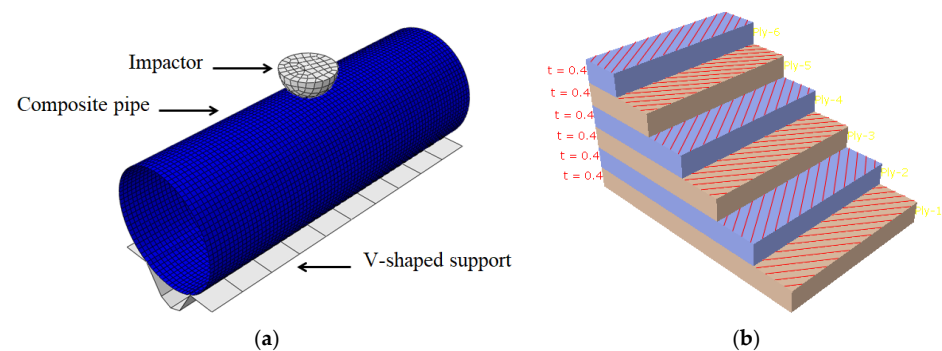 Impactor
Composite pipe
V-shaped support
(a)
Ply-6
t = 0.4
Ply-5
t = 0.4
Ply-4
t = 0.4
Ply-3
t = 0.4
Ply-2
t = 0.4
Ply-1
t = 0.4
(b)